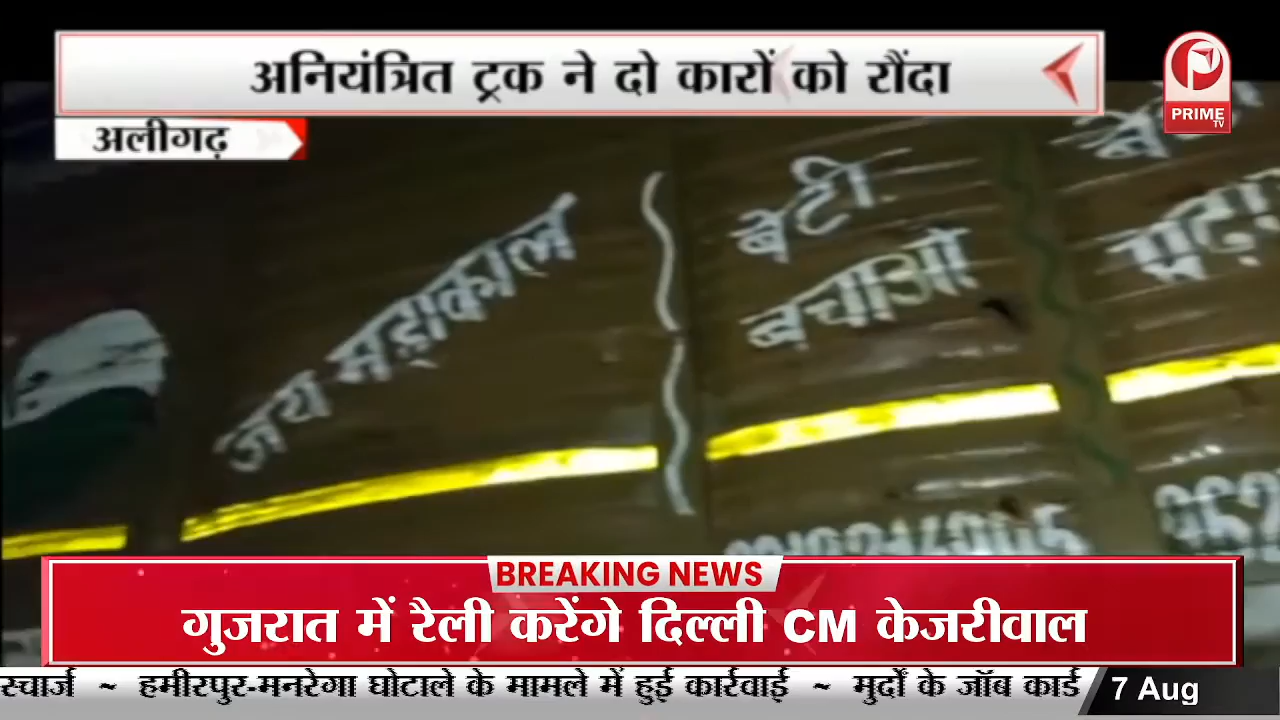 अनियंत्रित ट्रक ने दो कारों को रौंदा
PRIME
TV
अलीगढ़
जय महाकाल
बेटी
बचाओ
BREAKING NEWS
गुजरात में रैली करेंगे दिल्ली CM केजरीवाल
स्चार्ज ~ हमीरपुर-मनरेगा घोटाले के मामले में हुई कार्रवाई ~ मुर्दों के जॉब कार्ड
7 Aug